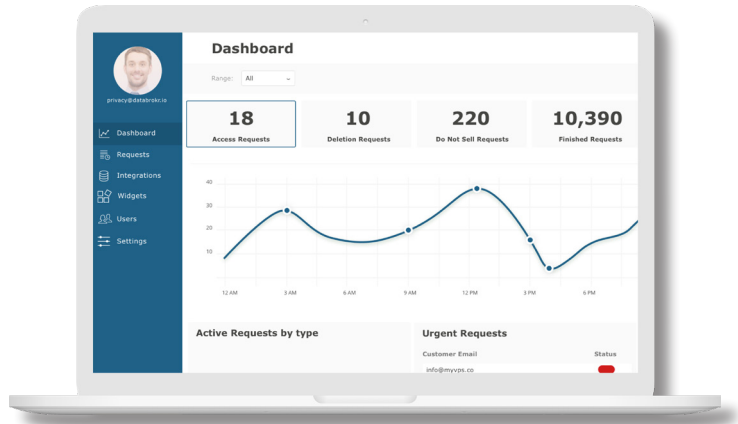 Dashboard
Range: All
privacy@databrokr.io
18
Access Requests
10
Deletion Requests
220
Do Not Sell Requests
10,390
Finished Requests
Dashboard
Requests
Integrations
Widgets
Users
Settings
40
30
20
10
12 AM
3 AM
6 AM
9 AM
12 PM
3 PM
6 PM
Active Requests by type
Urgent Requests
Customer Email Status
info@myvps.co